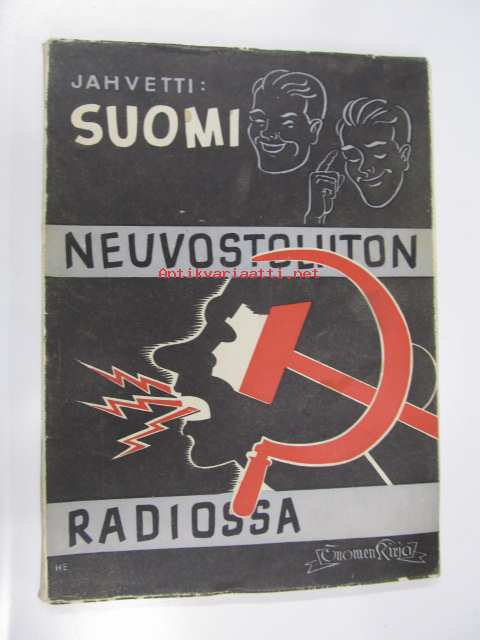 JAHVETTI:
SUOMI
NEUVOSTOLIITON
Antikvariaatti.net
RADIOSSA
Suomen Kirja
HE